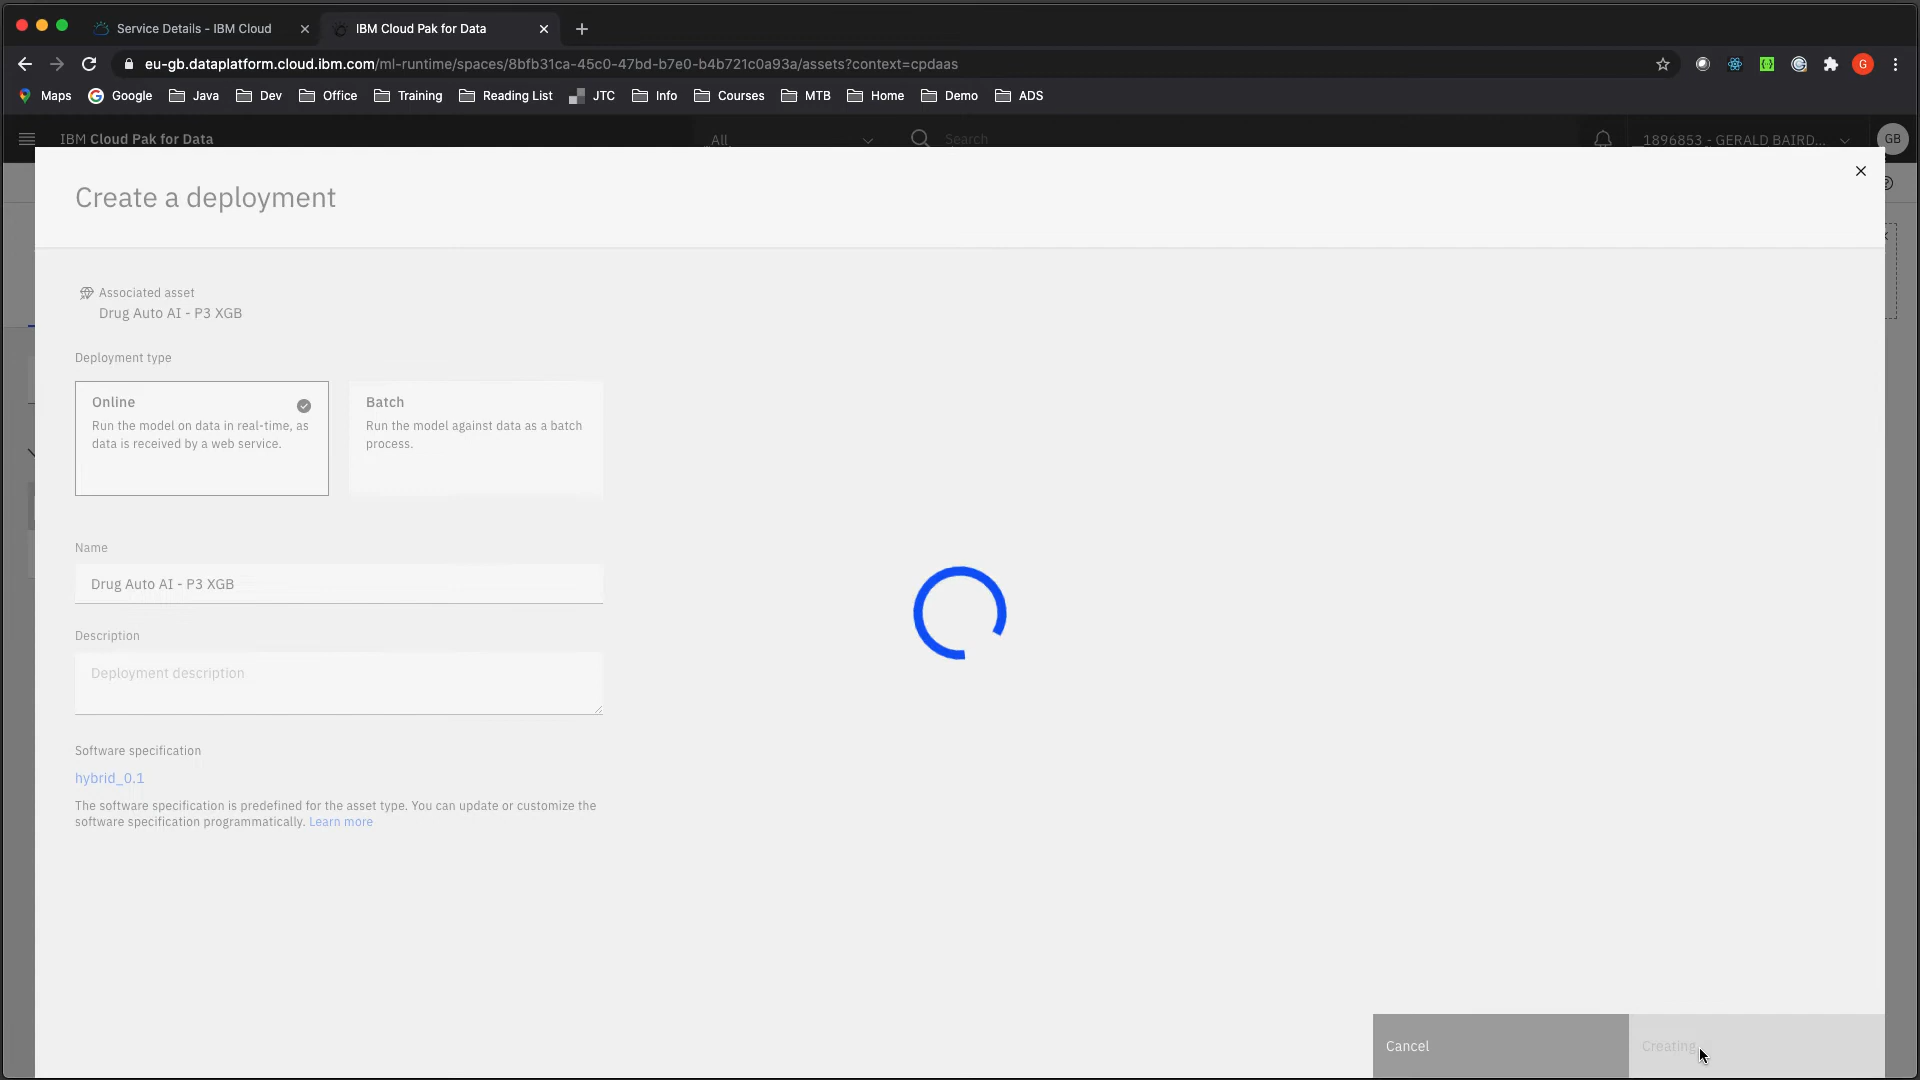 Service Details - IBM Cloud
IBM Cloud Pak for Data
eu-gb.dataplatform.cloud.ibm.com/ml-runtime/spaces/8bfb31ca-45c0-47bd-b7e0-b4b721c0a93a/assets?context=cpdaas
G
Maps Google Java Dev Office Training Reading List JTC Info Courses MTB Home Demo ADS
IBM Cloud Pak for Data All Search 1896853 - GERALD BAIRD... GB
Create a deployment
Associated asset
Drug Auto AI - P3 XGB
Deployment type
Online
Run the model on data in real-time, as
data is received by a web service.
Batch
Run the model against data as a batch
process.
Name
Drug Auto AI - P3 XGB
Description
Deployment description
Software specification
hybrid_0.1
The software specification is predefined for the asset type. You can update or customize the
software specification programmatically. Learn more
Cancel
Creating